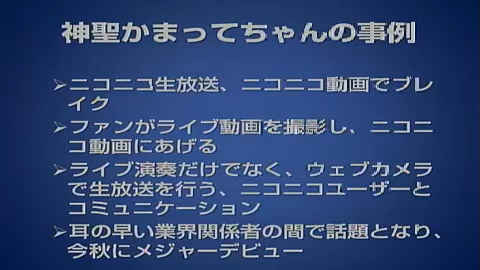 神聖かまってちゃんの事例
➢ニコニコ生放送、ニコニコ動画でブレ
イク
➢ファンがライブ動画を撮影し、ニコニ
コ動画にあげる
➢ライブ演奏だけでなく、ウェブカメラ
で生放送を行う、ニコニコユーザーと
コミュニケーション
➢耳の早い業界関係者の間で話題となり、
今秋にメジャーデビュー